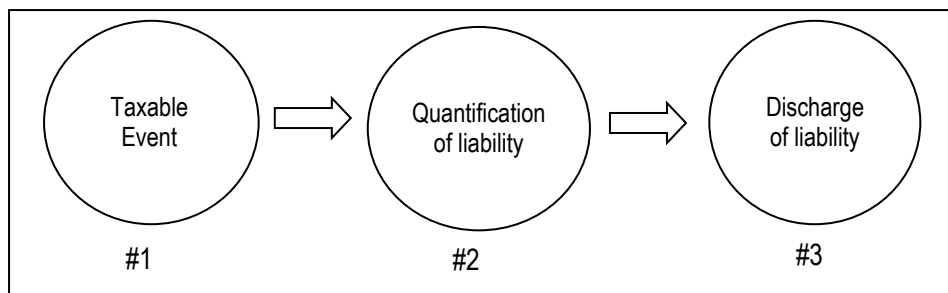 Taxable
Event
#1
Quantification
of liability
#2
Discharge
of liability
#3